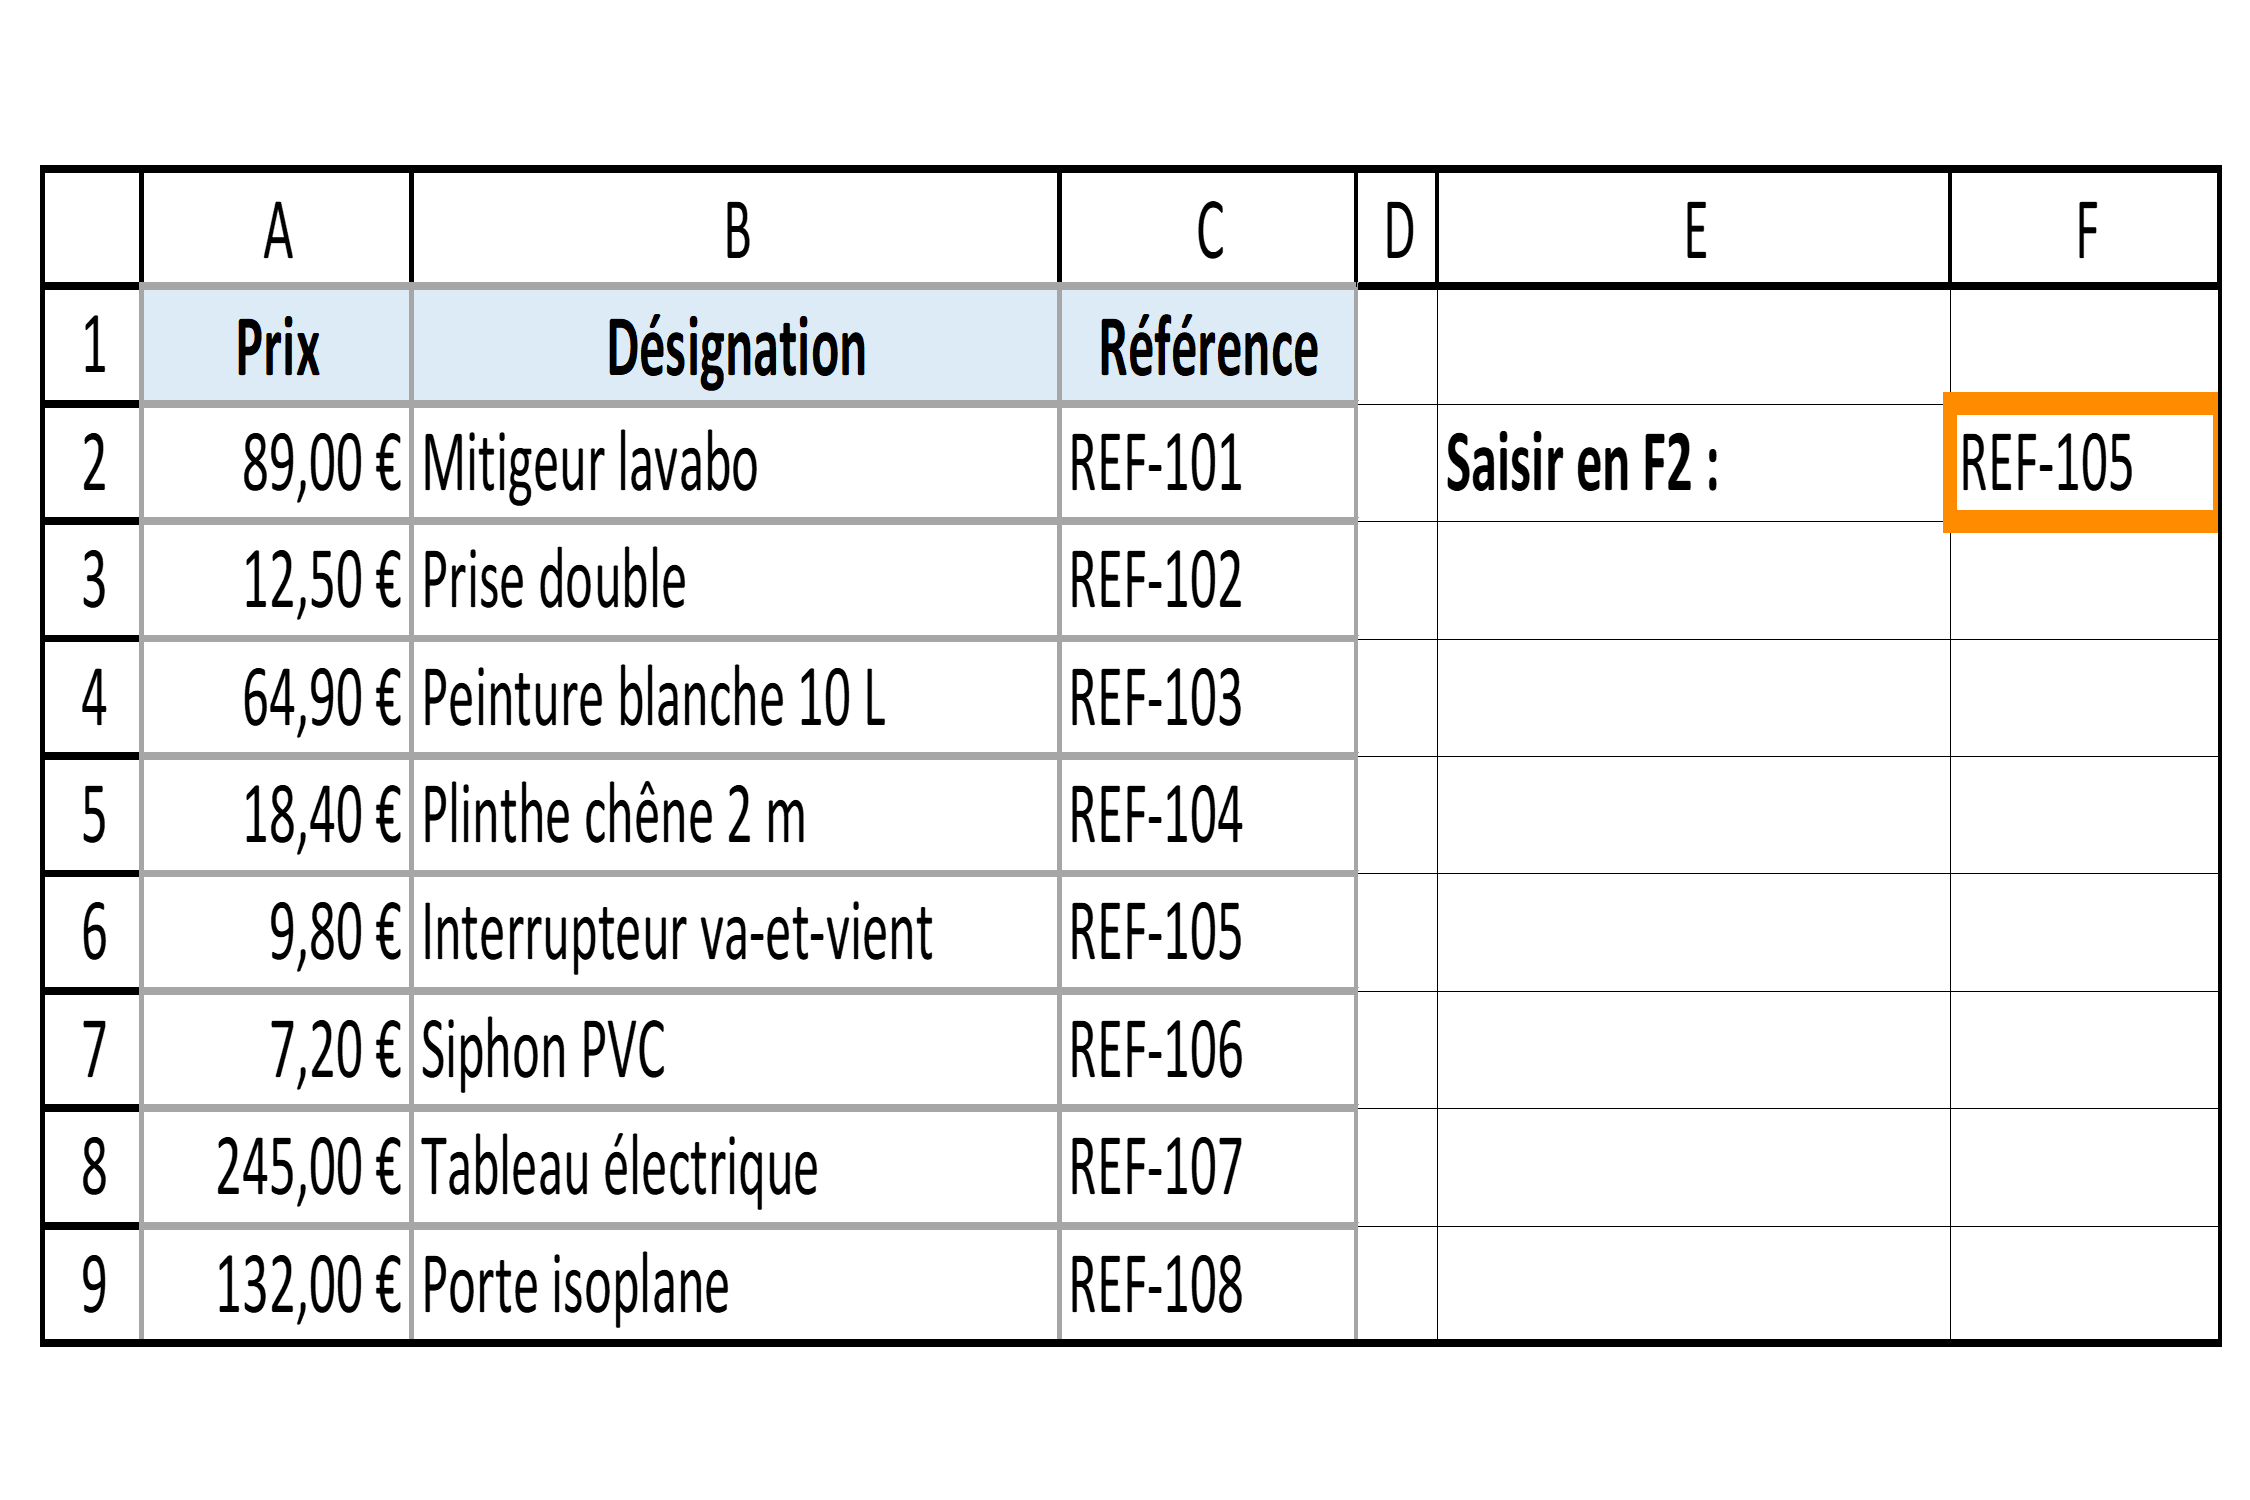 A B C D E F
1 Prix Désignation Référence
2 89,00 € Mitigeur lavabo REF-101 Saisir en F2 : REF-105
3 12,50 € Prise double REF-102
4 64,90 € Peinture blanche 10 L REF-103
5 18,40 € Plinthe chêne 2 m REF-104
6 9,80 € Interrupteur va-et-vient REF-105
7 7,20 € Siphon PVC REF-106
8 245,00 € Tableau électrique REF-107
9 132,00 € Porte isoplane REF-108